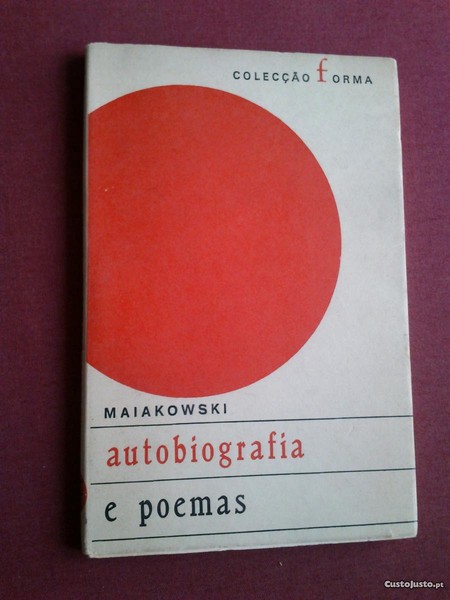 COLECÇÃO fORMA
MAIAKOWSKI
autobiografia
e poemas
CustoJusto.pt